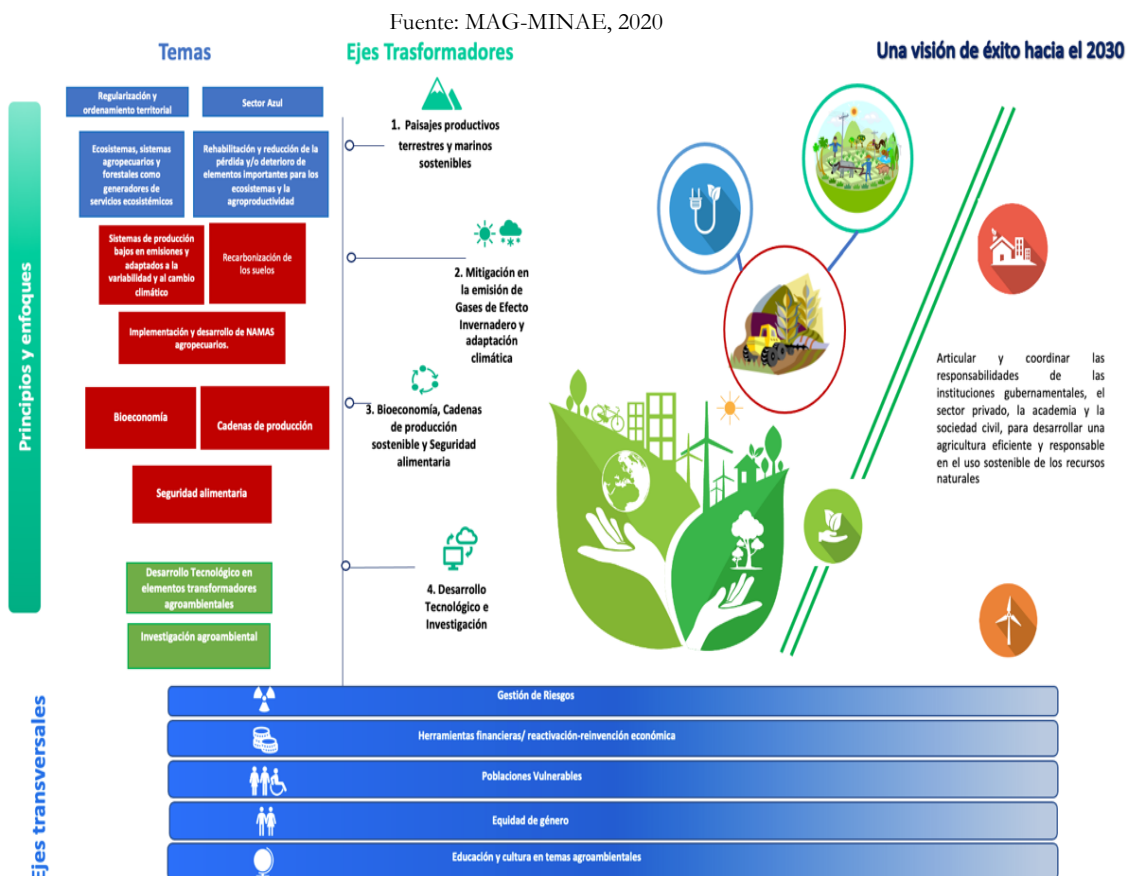 Fuente: MAG-MINAE, 2020
Temas
Ejes Trasformadores
Una visión de éxito hacia el 2030
Principios y enfoques
Regularización y
ordenamiento territorial
Sector Azul
Ecosistemas, sistemas
agropecuarios y
forestales como
generadores de
servicios ecosistémicos
Rehabilitación y reducción de la
pérdida y/o deterioro de
elementos importantes para los
ecosistemas y la
agroproductividad
1. Paisajes productivos
terrestres y marinos
sostenibles
Sistemas de producción
bajos en emisiones y
adaptados a la
variabilidad y al cambio
climático
Recarbonización de
los suelos
Implementación y desarrollo de NAMAS
agropecuarios.
2. Mitigación en
la emisión de
Gases de Efecto
Invernadero y
adaptación
climática
Bioeconomía
Cadenas de producción
Seguridad alimentaria
3. Bioeconomía, Cadenas
de producción
sostenible y Seguridad
alimentaria
Desarrollo Tecnológico en
elementos transformadores
agroambientales
Investigación agroambiental
4. Desarrollo
Tecnológico e
Investigación
Articular y coordinar las
responsabilidades de las
instituciones gubernamentales, el
sector privado, la academia y la
sociedad civil, para desarrollar una
agricultura eficiente y responsable
en el uso sostenible de los recursos
naturales
Ejes transversales
Gestión de Riesgos
Herramientas financieras/ reactivación-reinvención económica
Poblaciones Vulnerables
Equidad de género
Educación y cultura en temas agroambientales